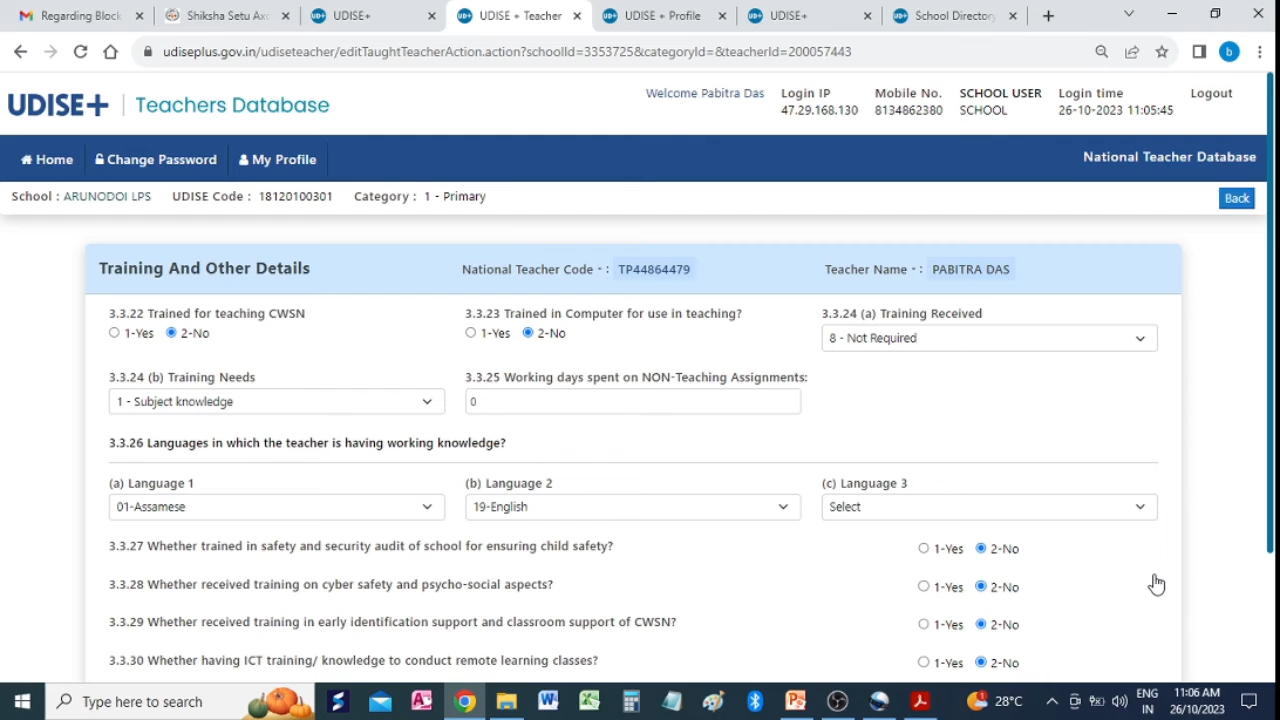 Regarding Block
Shiksha Setu Axo
UDISE+
UDISE + Teacher
UDISE + Profile
UDISE+
School Directory
udiseplus.gov.in/udiseteacher/editTaughtTeacherAction.action?schoolId=3353725&categoryId=&teacherId=200057443
b
UDISE+ | Teachers Database
Welcome Pabitra Das
Login IP
47.29.168.130
Mobile No.
8134862380
SCHOOL USER
SCHOOL
Login time
26-10-2023 11:05:45
Logout
Home
Change Password
My Profile
National Teacher Database
School : ARUNODOI LPS UDISE Code : 18120100301 Category : 1 - Primary
Back
Training And Other Details
National Teacher Code - : TP44864479
Teacher Name - : PABITRA DAS
3.3.22 Trained for teaching CWSN
1-Yes 2-No
3.3.23 Trained in Computer for use in teaching?
1-Yes 2-No
3.3.24 (a) Training Received
8 - Not Required
3.3.24 (b) Training Needs
1 - Subject knowledge
3.3.25 Working days spent on NON-Teaching Assignments:
0
3.3.26 Languages in which the teacher is having working knowledge?
(a) Language 1
01-Assamese
(b) Language 2
19-English
(c) Language 3
Select
3.3.27 Whether trained in safety and security audit of school for ensuring child safety?
1-Yes 2-No
3.3.28 Whether received training on cyber safety and psycho-social aspects?
1-Yes 2-No
3.3.29 Whether received training in early identification support and classroom support of CWSN?
1-Yes 2-No
3.3.30 Whether having ICT training/ knowledge to conduct remote learning classes?
1-Yes 2-No
Type here to search
28°C
ENG
IN
11:06 AM
26/10/2023